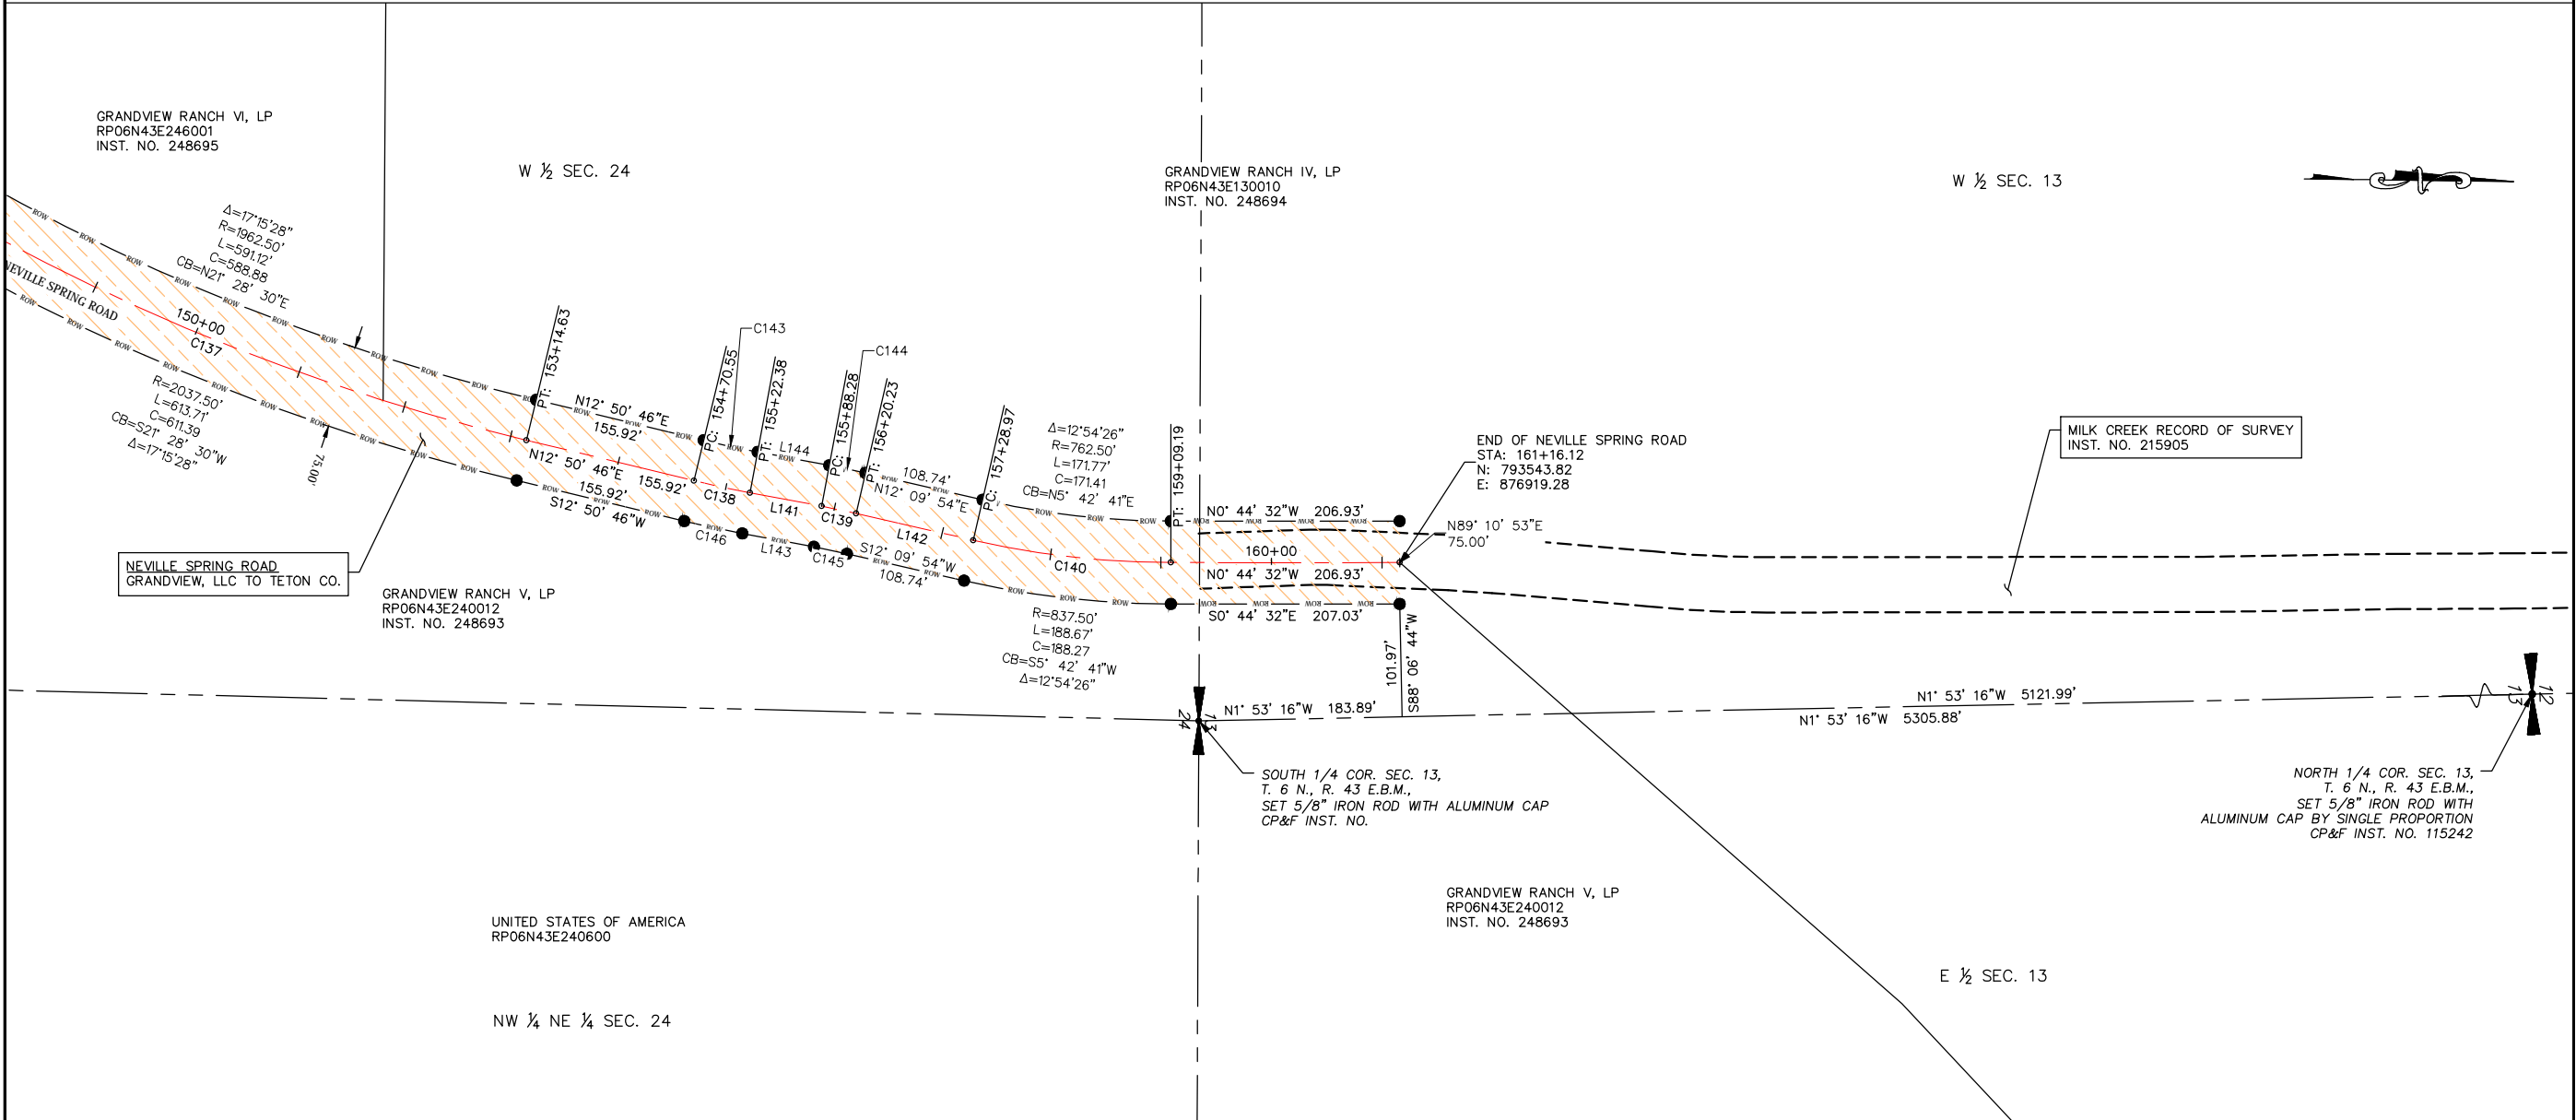 GRANDVIEW RANCH VI, LP
RP06N43E246001
INST. NO. 248695
W ½ SEC. 24
GRANDVIEW RANCH IV, LP
RP06N43E130010
INST. NO. 248694
W ½ SEC. 13
Δ=17°15'28"
R=1962.50'
L=591.12'
C=588.88
CB=N21° 28' 30"E
NEVILLE SPRING ROAD
150+00
C137
R=2037.50'
L=613.71'
C=611.39
CB=S21° 28' 30"W
Δ=17°15'28"
75.00'
PT: 153+14.63
N12° 50' 46"E
155.92'
N12° 50' 46"E 155.92'
155.92'
S12° 50' 46"W
PC: 154+70.55
C143
PT: 155+22.38
L144
PC: 155+88.28
C144
PT: 156+20.23
C138
L141
C139
L142
C146
L143
C145
108.74'
N12° 09' 54"E
S12° 09' 54"W
108.74'
PC: 157+28.97
Δ=12°54'26"
R=762.50'
L=171.77'
C=171.41
CB=N5° 42' 41"E
C140
R=837.50'
L=188.67'
C=188.27
CB=S5° 42' 41"W
Δ=12°54'26"
PT: 159+09.19
N0° 44' 32"W 206.93'
160+00
N0° 44' 32"W 206.93'
S0° 44' 32"E 207.03'
ROW
END OF NEVILLE SPRING ROAD
STA: 161+16.12
N: 793543.82
E: 876919.28
N89° 10' 53"E
75.00'
MILK CREEK RECORD OF SURVEY
INST. NO. 215905
NEVILLE SPRING ROAD
GRANDVIEW, LLC TO TETON CO.
GRANDVIEW RANCH V, LP
RP06N43E240012
INST. NO. 248693
101.97'
S88° 06' 44"W
N1° 53' 16"W 183.89'
N1° 53' 16"W 5121.99'
N1° 53' 16"W 5305.88'
13
24
12
13
SOUTH 1/4 COR. SEC. 13,
T. 6 N., R. 43 E.B.M.,
SET 5/8" IRON ROD WITH ALUMINUM CAP
CP&F INST. NO.
NORTH 1/4 COR. SEC. 13,
T. 6 N., R. 43 E.B.M.,
SET 5/8" IRON ROD WITH
ALUMINUM CAP BY SINGLE PROPORTION
CP&F INST. NO. 115242
GRANDVIEW RANCH V, LP
RP06N43E240012
INST. NO. 248693
UNITED STATES OF AMERICA
RP06N43E240600
E ½ SEC. 13
NW ¼ NE ¼ SEC. 24